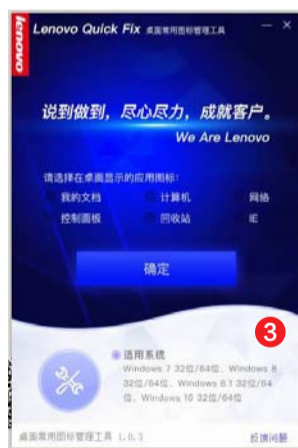 lenovo
Lenovo Quick Fix 桌面常用图标管理工具
说到做到，尽心尽力，成就客户。
We Are Lenovo
请选择在桌面显示的应用图标：
我的文档 计算机 网络
控制面板 回收站 IE
确定
3
适用系统
Windows 7 32位/64位、Windows 8
32位/64位、Windows 8.1 32位/64
位、Windows 10 32位/64位
桌面常用图标管理工具 1.0.3 反馈问题